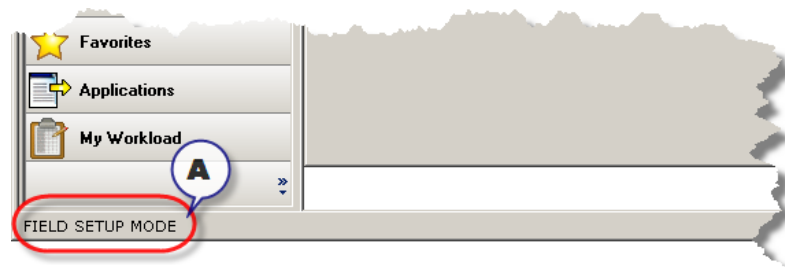 Favorites
Applications
My Workload
A
»
FIELD SETUP MODE